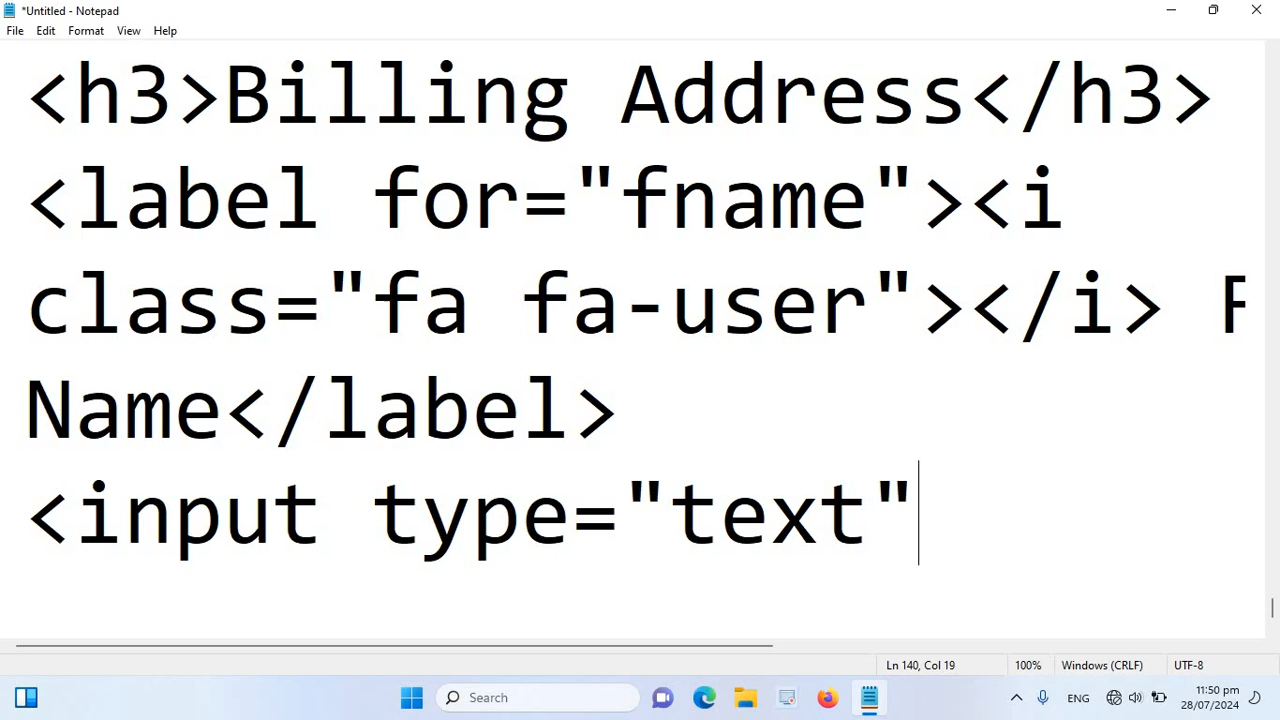 *Untitled - Notepad
File Edit Format View Help
<h3>Billing Address</h3>
<label for="fname"><i
class="fa fa-user"></i>
Name</label>
<input type="text"
Ln 140, Col 19 100% Windows (CRLF) UTF-8
Search ENG 11:50 pm
28/07/2024